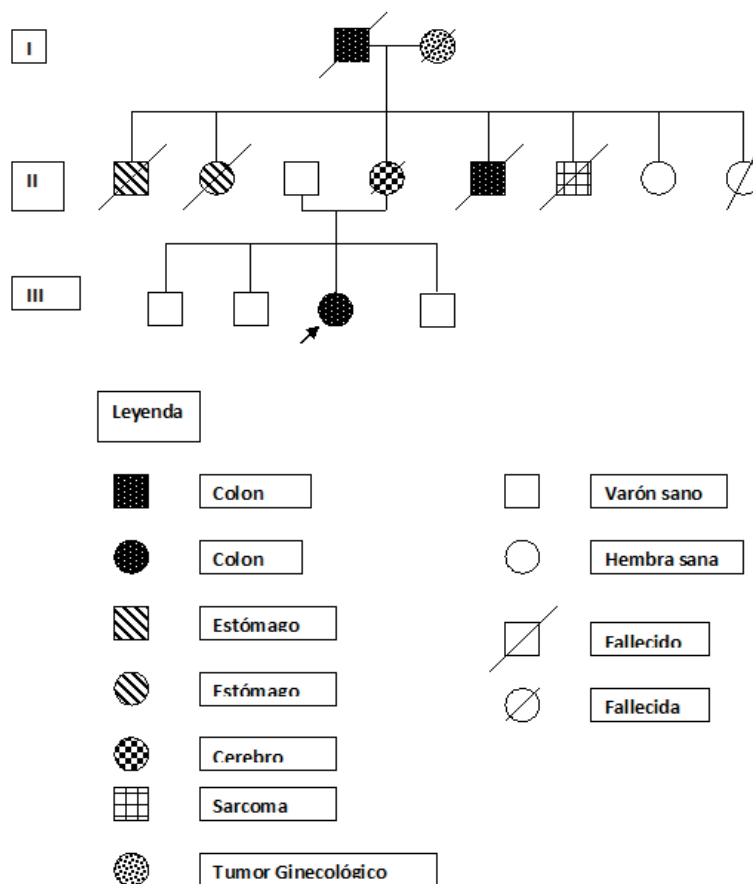 I
II
III
Leyenda
Colon
Varón sano
Colon
Hembra sana
Estómago
Fallecido
Estómago
Fallecida
Cerebro
Sarcoma
Tumor Ginecológico